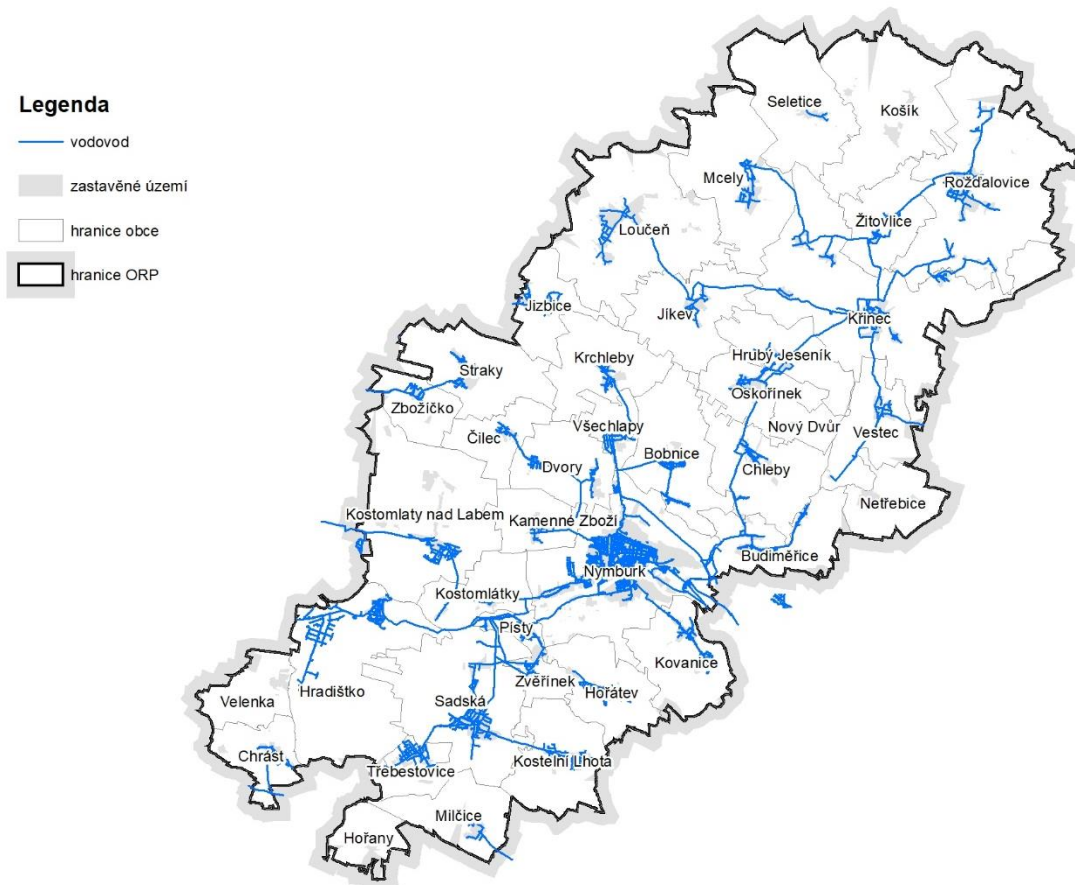 Legenda
vodovod
zastavěné území
hranice obce
hranice ORP
Seletice
Košík
Mcely
Rožďalovice
Žitovlice
Loučeň
Jizbice
Jíkev
Křinec
Hrubý Jeseník
Krchleby
Straky
Oskořínek
Zbožíčko
Nový Dvůr
Čilec
Všechlapy
Vestec
Bobnice
Dvory
Chleby
Netřebice
Kostomlaty nad Labem
Kamenné Zboží
Budiměřice
Nymburk
Kostomlátky
Písty
Kovanice
Zvěřínek
Hradištko
Hořátev
Velenka
Sadská
Chrást
Kostelní Lhota
Třebestovice
Milčice
Hořany